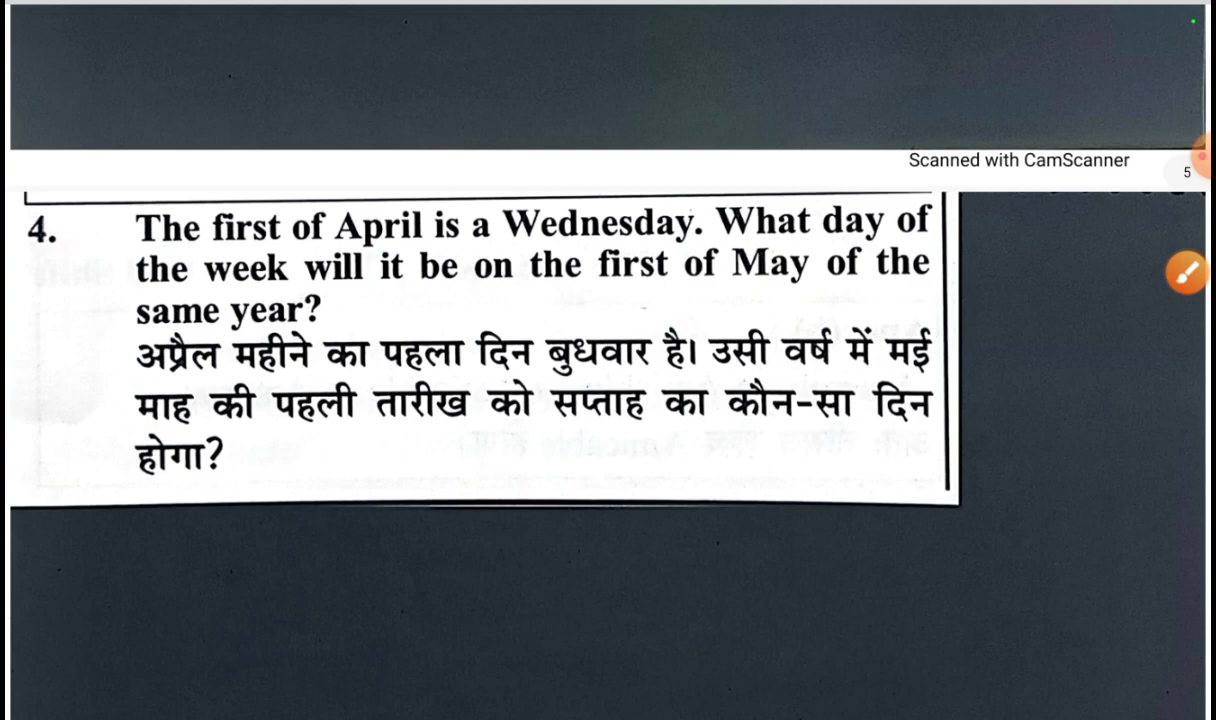 Scanned with CamScanner
5
4. The first of April is a Wednesday. What day of
the week will it be on the first of May of the
same year?
अप्रैल महीने का पहला दिन बुधवार है। उसी वर्ष में मई
माह की पहली तारीख को सप्ताह का कौन-सा दिन
होगा?